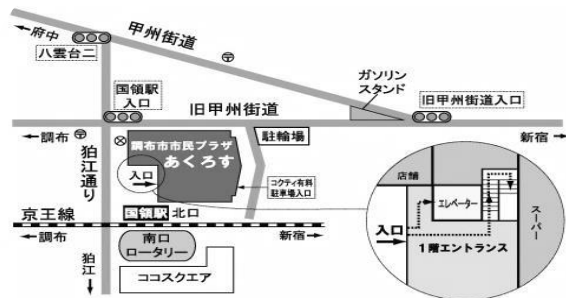 ←府中
甲州街道
八雲台二
ガソリン
スタンド
国領駅
入口
旧甲州街道
旧甲州街道入口
←調布
新宿→
調布市市民プラザ
あくろす
駐輪場
狛江通り
入口
コクティ有料
駐車場入口
京王線
国領駅 北口
←調布
新宿→
南口
ロータリー
ココスクエア
狛江
店舗
エレベーター
スーパー
入口
1階エントランス